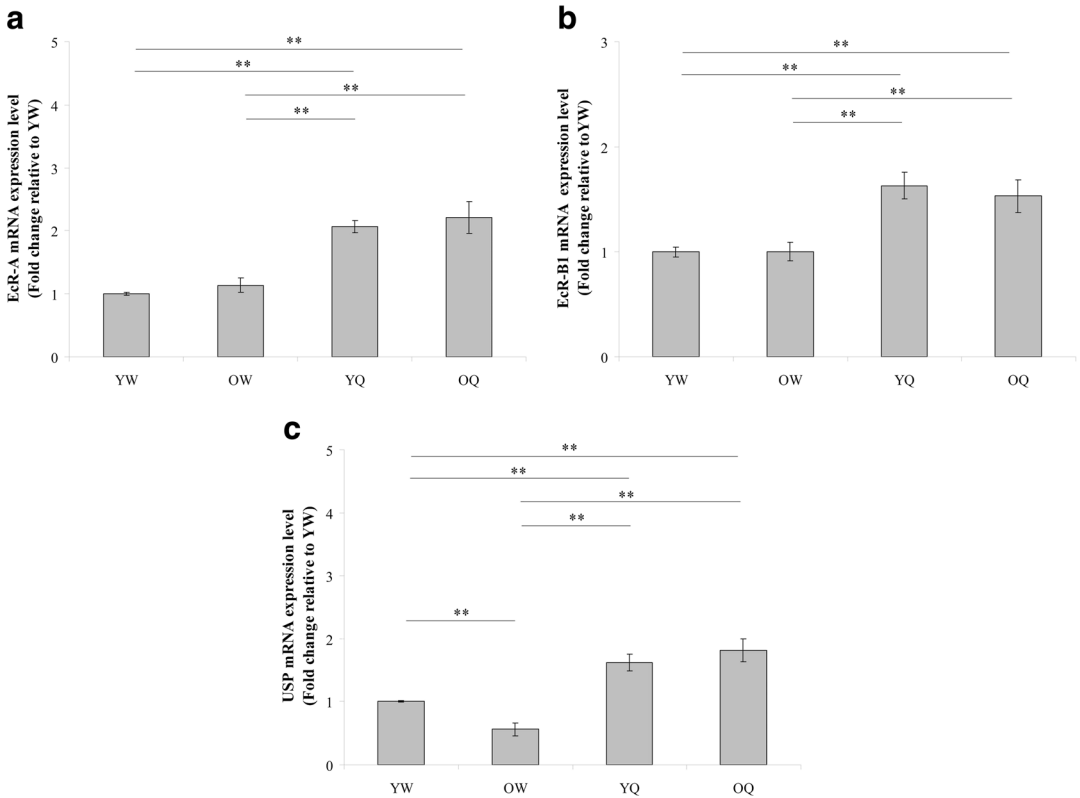 a
EcR-A mRNA expression level
(Fold change relative to YW)
5
4
3
2
1
0
**
**
**
**
YW OW YQ OQ
b
EcR-B1 mRNA expression level
(Fold change relative toYW)
3
2
1
0
**
**
**
**
YW OW YQ OQ
c
USP mRNA expression level
(Fold change relative to YW)
5
4
3
2
1
0
**
**
**
**
**
YW OW YQ OQ